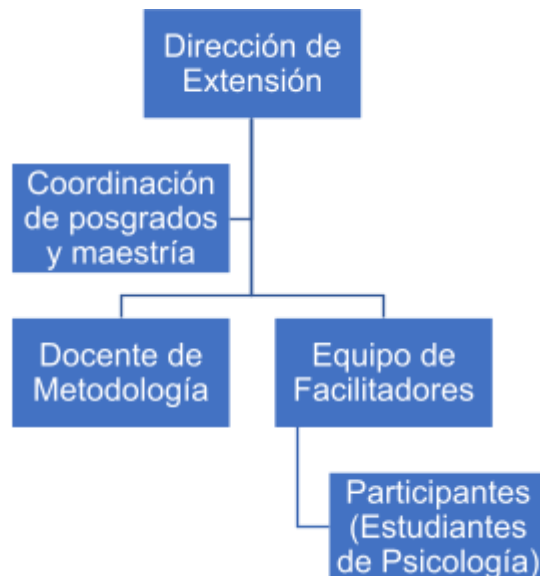 Dirección de
Extensión
Coordinación
de posgrados
y maestría
Docente de
Metodología
Equipo de
Facilitadores
Participantes
(Estudiantes
de Psicología)